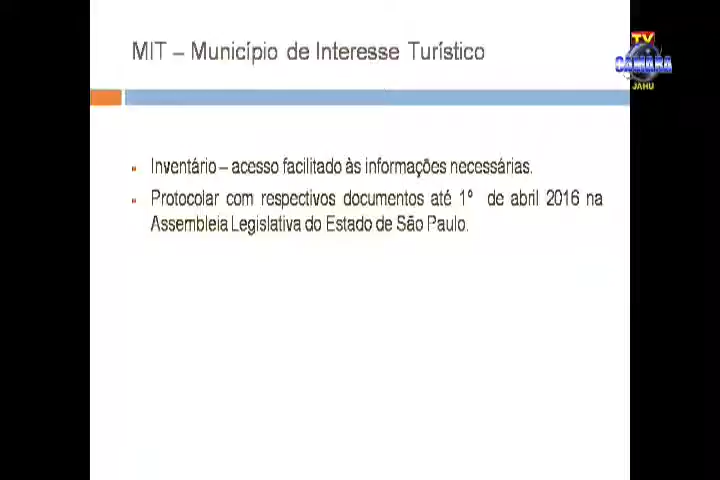 MIT – Município de Interesse Turístico
TV
CÂMARA
JAHU
Inventário – acesso facilitado às informações necessárias.
Protocolar com respectivos documentos até 1º de abril 2016 na
Assembleia Legislativa do Estado de São Paulo.